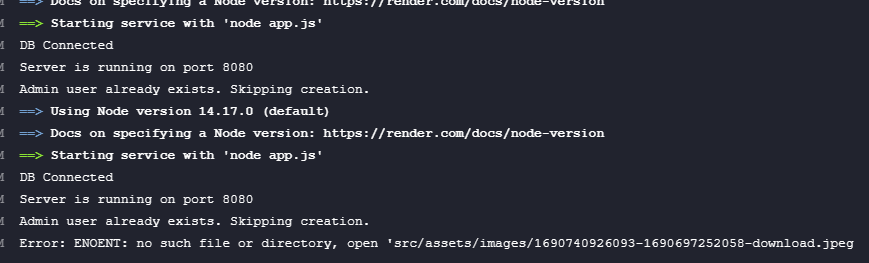 ==> Docs on specifying a Node version: https://render.com/docs/node-version
M ==> Starting service with 'node app.js'
M DB Connected
M Server is running on port 8080
M Admin user already exists. Skipping creation.
M ==> Using Node version 14.17.0 (default)
M ==> Docs on specifying a Node version: https://render.com/docs/node-version
M ==> Starting service with 'node app.js'
M DB Connected
M Server is running on port 8080
M Admin user already exists. Skipping creation.
M Error: ENOENT: no such file or directory, open 'src/assets/images/1690740926093-1690697252058-download.jpeg